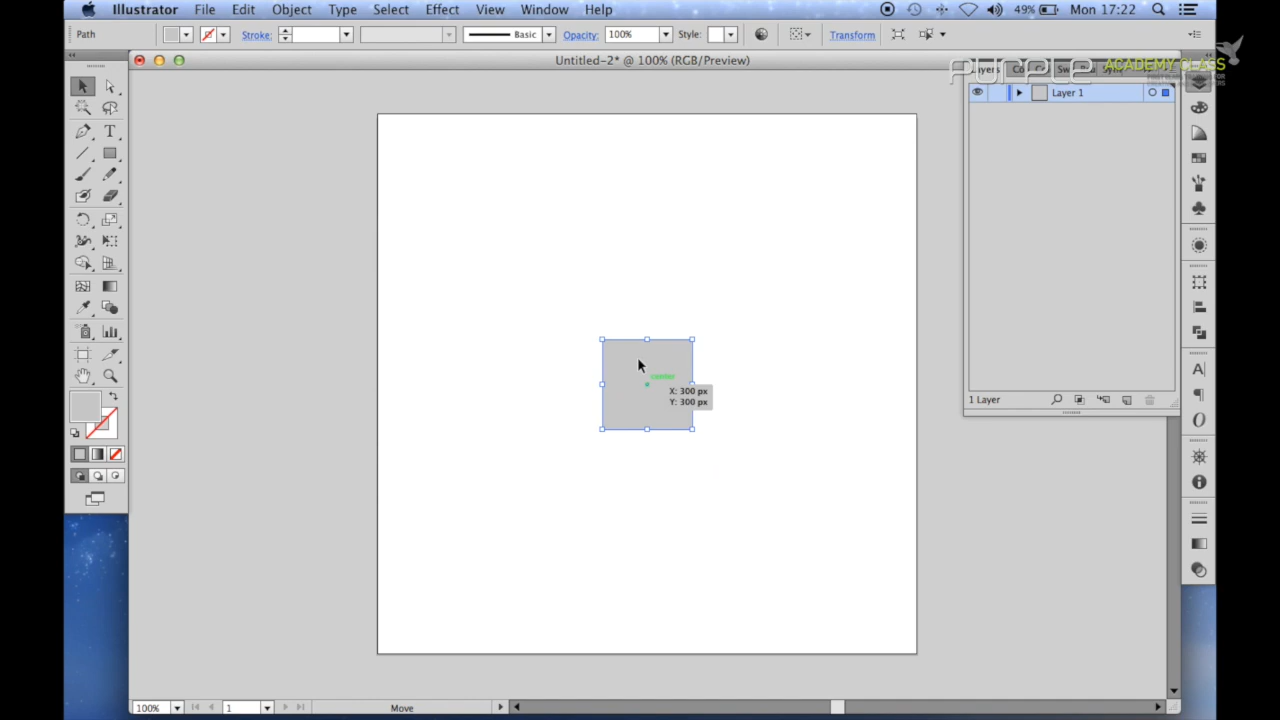 Illustrator File Edit Object Type Select Effect View Window Help 49% Mon 17:22
Path Stroke: Basic Opacity: 100% Style: Transform
Untitled-2* @ 100% (RGB/Preview)
purple ACADEMY CLASS
Layers
Layer 1
center
X: 300 px
Y: 300 px
1 Layer
100% 1 Move